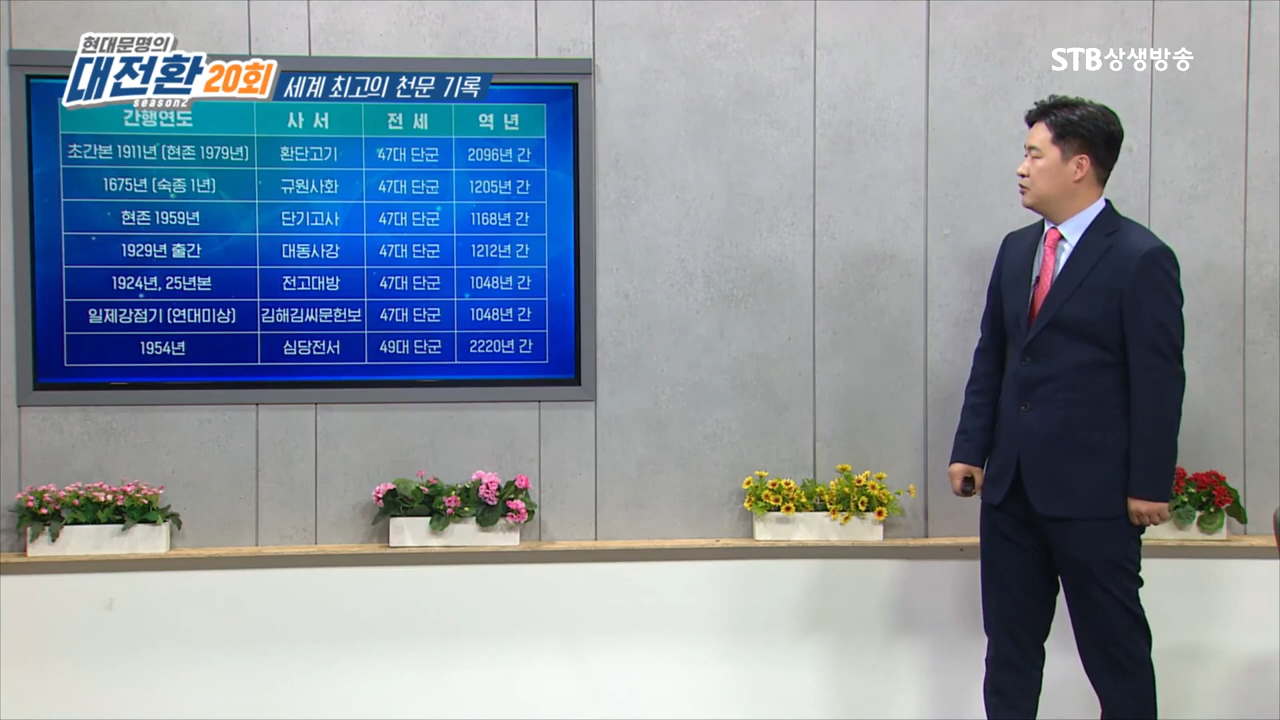 현대문명의
대전환 20회 세계 최고의 천문 기록
season2
STB상생방송
간행연도 사 서 전 세 역 년
초간본 1911년 (현존 1979년) 환단고기 47대 단군 2096년 간
1675년 (숙종 1년) 규원사화 47대 단군 1205년 간
현존 1959년 단기고사 47대 단군 1168년 간
1929년 출간 대동사강 47대 단군 1212년 간
1924년, 25년본 전고대방 47대 단군 1048년 간
일제강점기 (연대미상) 김해김씨문헌보 47대 단군 1048년 간
1954년 심당전서 49대 단군 2220년 간